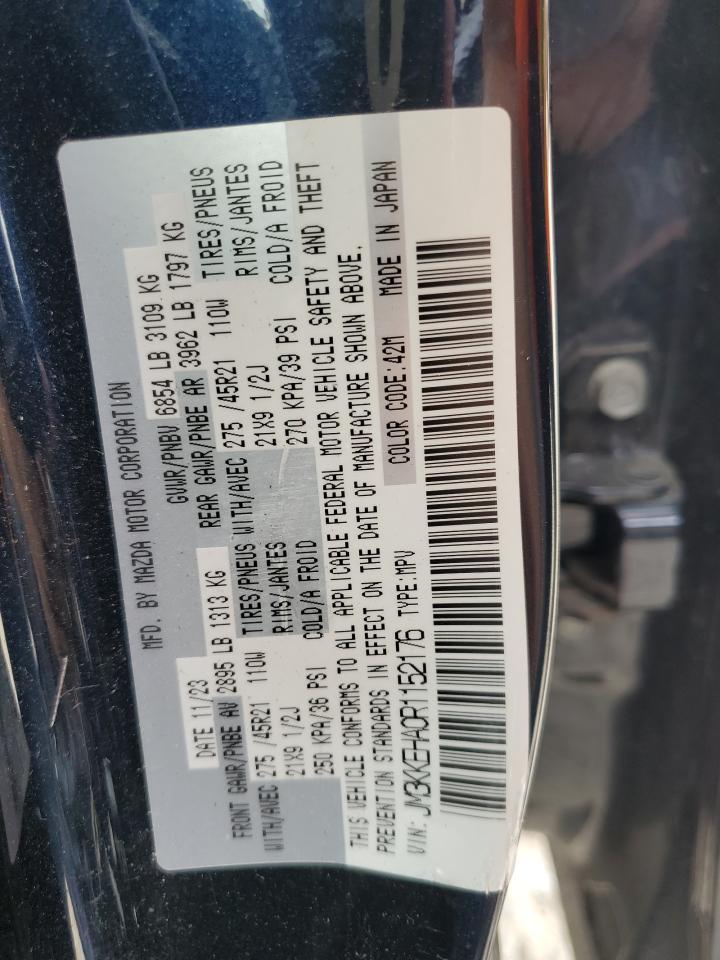 MFD. BY MAZDA MOTOR CORPORATION
DATE 11/23 GVWR/PNBV 6854 LB 3109 KG
FRONT GAWR/PNBE AV 2895 LB 1313 KG REAR GAWR/PNBE AR 3962 LB 1797 KG
WITH/AVEC 275 /45R21 110W TIRES/PNEUS WITH/AVEC 275 /45R21 110W TIRES/PNEUS
21X9 1/2J RIMS/JANTES 21X9 1/2J RIMS/JANTES
250 KPA/36 PSI COLD/A FROID 270 KPA/39 PSI COLD/A FROID
THIS VEHICLE CONFORMS TO ALL APPLICABLE FEDERAL MOTOR VEHICLE SAFETY AND THEFT
PREVENTION STANDARDS IN EFFECT ON THE DATE OF MANUFACTURE SHOWN ABOVE.
VIN: JM3KKEHA0R1152176 TYPE:MPV COLOR CODE:42M MADE IN JAPAN